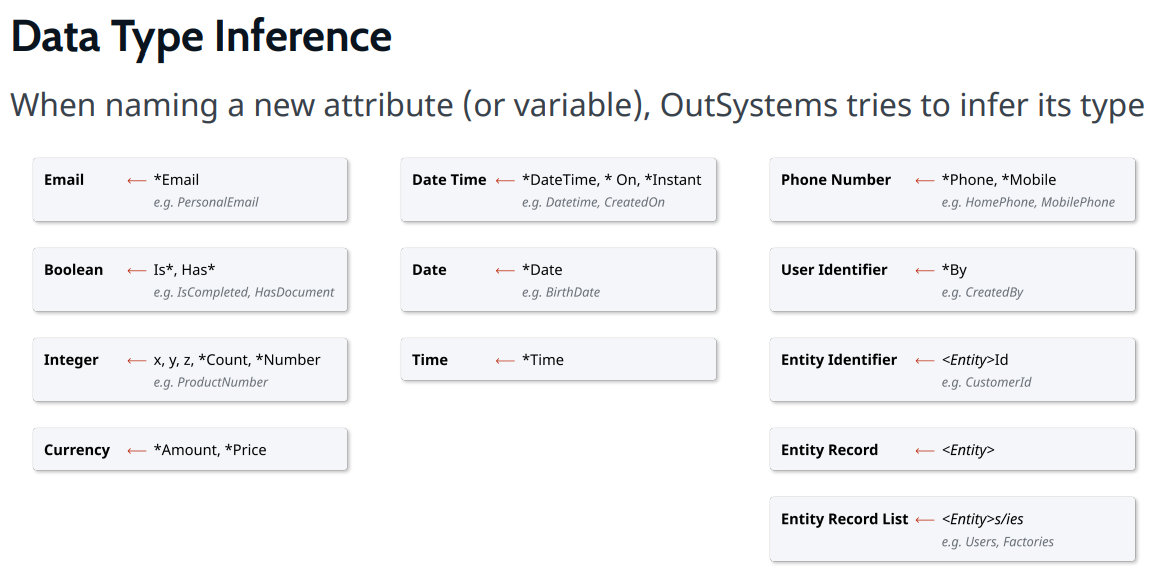 Data Type Inference
When naming a new attribute (or variable), OutSystems tries to infer its type
Email ⟵ *Email
e.g. PersonalEmail
Boolean ⟵ Is*, Has*
e.g. IsCompleted, HasDocument
Integer ⟵ x, y, z, *Count, *Number
e.g. ProductNumber
Currency ⟵ *Amount, *Price
Date Time ⟵ *DateTime, * On, *Instant
e.g. Datetime, CreatedOn
Date ⟵ *Date
e.g. BirthDate
Time ⟵ *Time
Phone Number ⟵ *Phone, *Mobile
e.g. HomePhone, MobilePhone
User Identifier ⟵ *By
e.g. CreatedBy
Entity Identifier ⟵ <Entity>Id
e.g. CustomerId
Entity Record ⟵ <Entity>
Entity Record List ⟵ <Entity>s/ies
e.g. Users, Factories